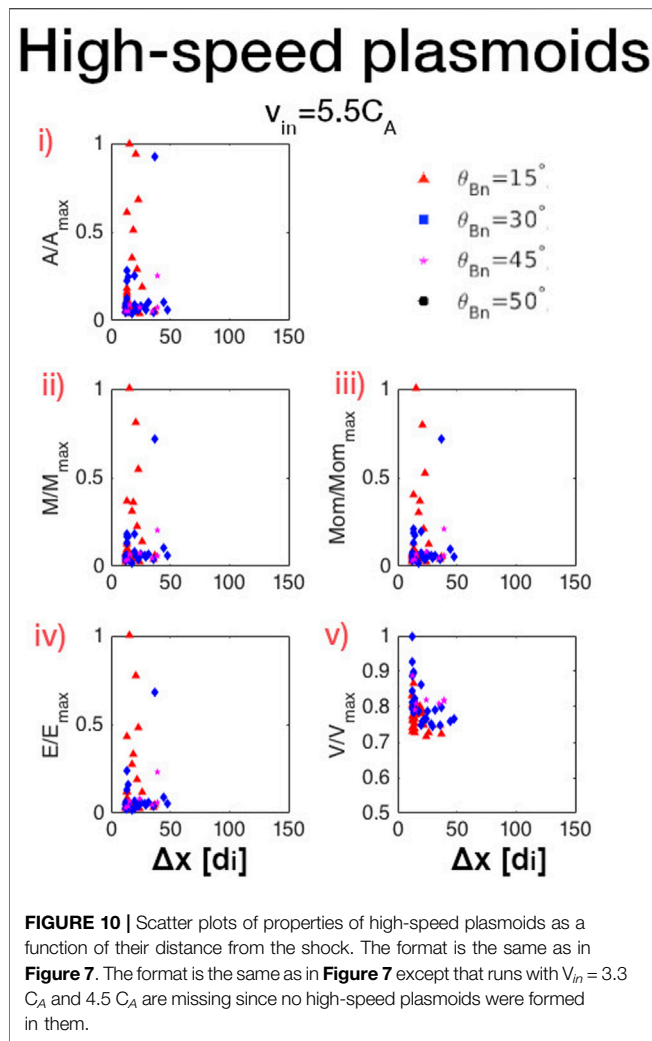 High-speed plasmoids
v_in=5.5C_A
i)
1
0.5
0
A/A_max
0 50 100 150
θ_Bn=15°
θ_Bn=30°
θ_Bn=45°
θ_Bn=50°
ii)
1
0.5
0
M/M_max
0 50 100 150
iii)
1
0.5
0
Mom/Mom_max
0 50 100 150
iv)
1
0.5
0
E/E_max
0 50 100 150
Δx [di]
v)
1
0.9
0.8
0.7
0.6
0.5
V/V_max
0 50 100 150
Δx [di]
FIGURE 10 | Scatter plots of properties of high-speed plasmoids as a
function of their distance from the shock. The format is the same as in
Figure 7. The format is the same as in Figure 7 except that runs with V_in = 3.3
C_A and 4.5 C_A are missing since no high-speed plasmoids were formed
in them.